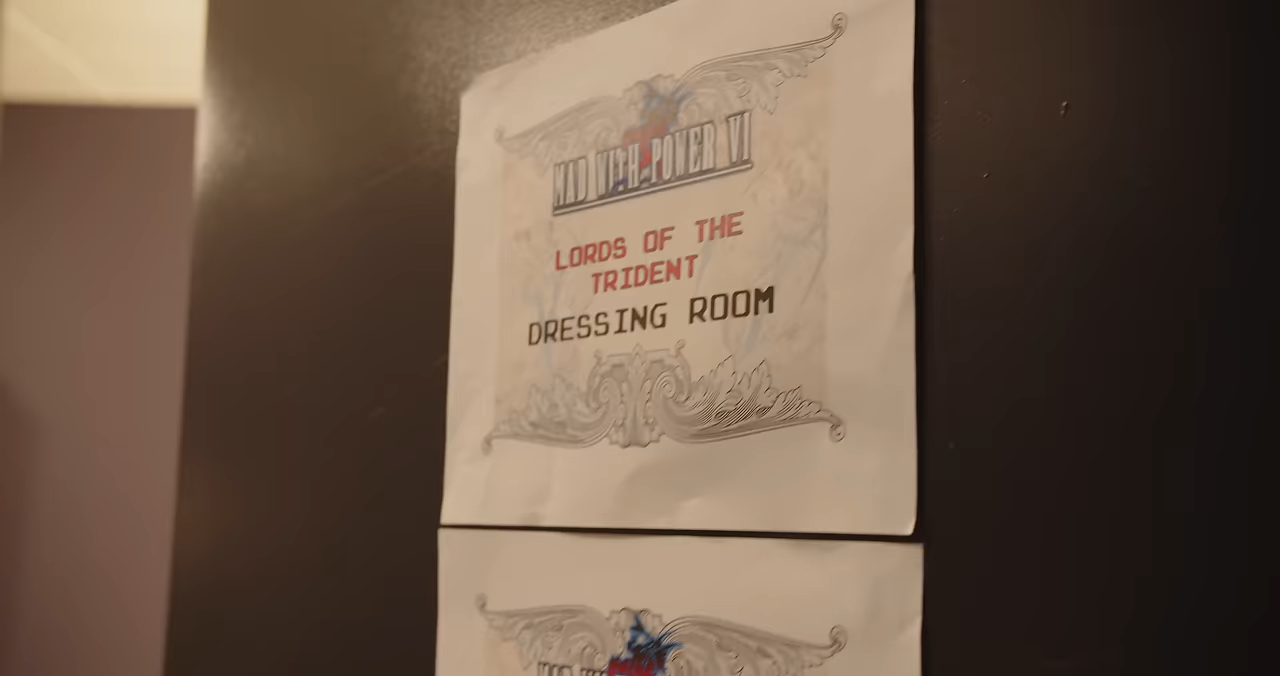 MAD WITH POWER VI
LORDS OF THE
TRIDENT
DRESSING ROOM